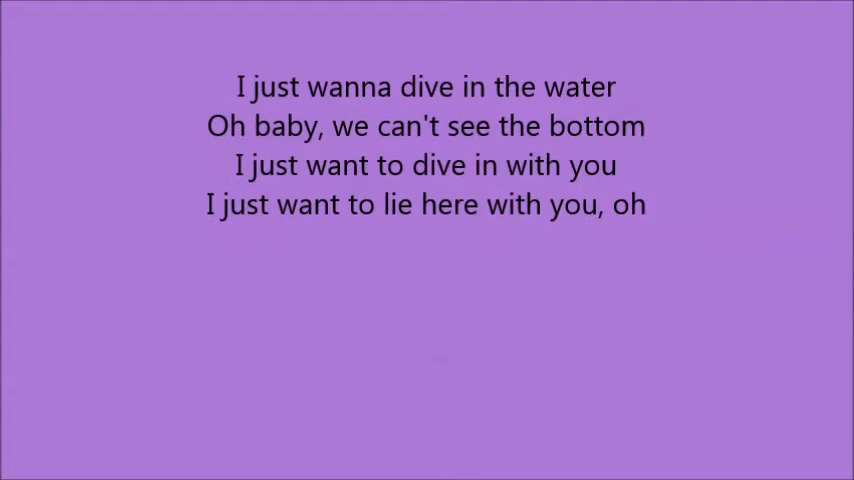 I just wanna dive in the water
Oh baby, we can't see the bottom
I just want to dive in with you
I just want to lie here with you, oh